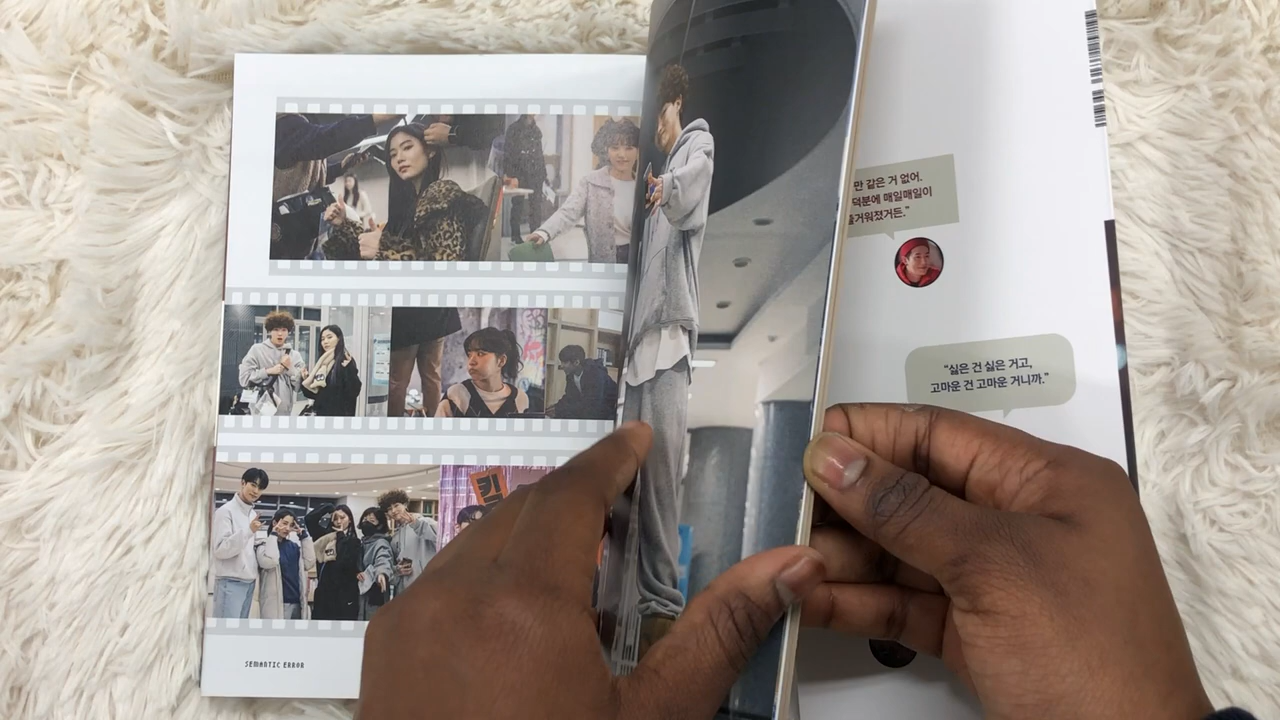 킥
SEMANTIC ERROR
만 같은 거 없어.
덕분에 매일매일이
즐거워졌거든."
"싫은 건 싫은 거고,
고마운 건 고마운 거니까."